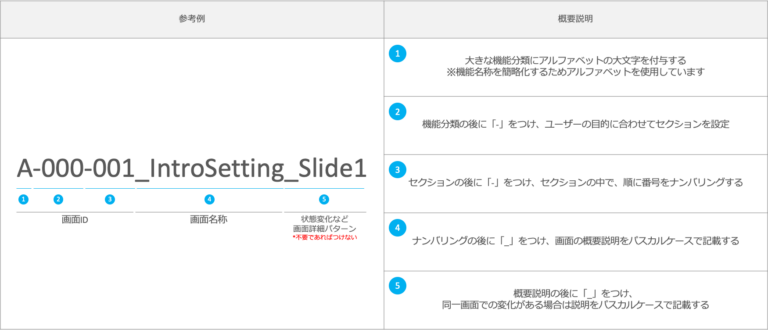 参考例
概要説明
A-000-001_IntroSetting_Slide1
1 2 3 4 5
画面ID
画面名称
状態変化など
画面詳細パターン
*不要であればつけない
1
大きな機能分類にアルファベットの大文字を付与する
※機能名称を簡略化するためアルファベットを使用しています
2
機能分類の後に「-」をつけ、ユーザーの目的に合わせてセクションを設定
3
セクションの後に「-」をつけ、セクションの中で、順に番号をナンバリングする
4
ナンバリングの後に「_」をつけ、画面の概要説明をパスカルケースで記載する
5
概要説明の後に「_」をつけ、
同一画面での変化がある場合は説明をパスカルケースで記載する